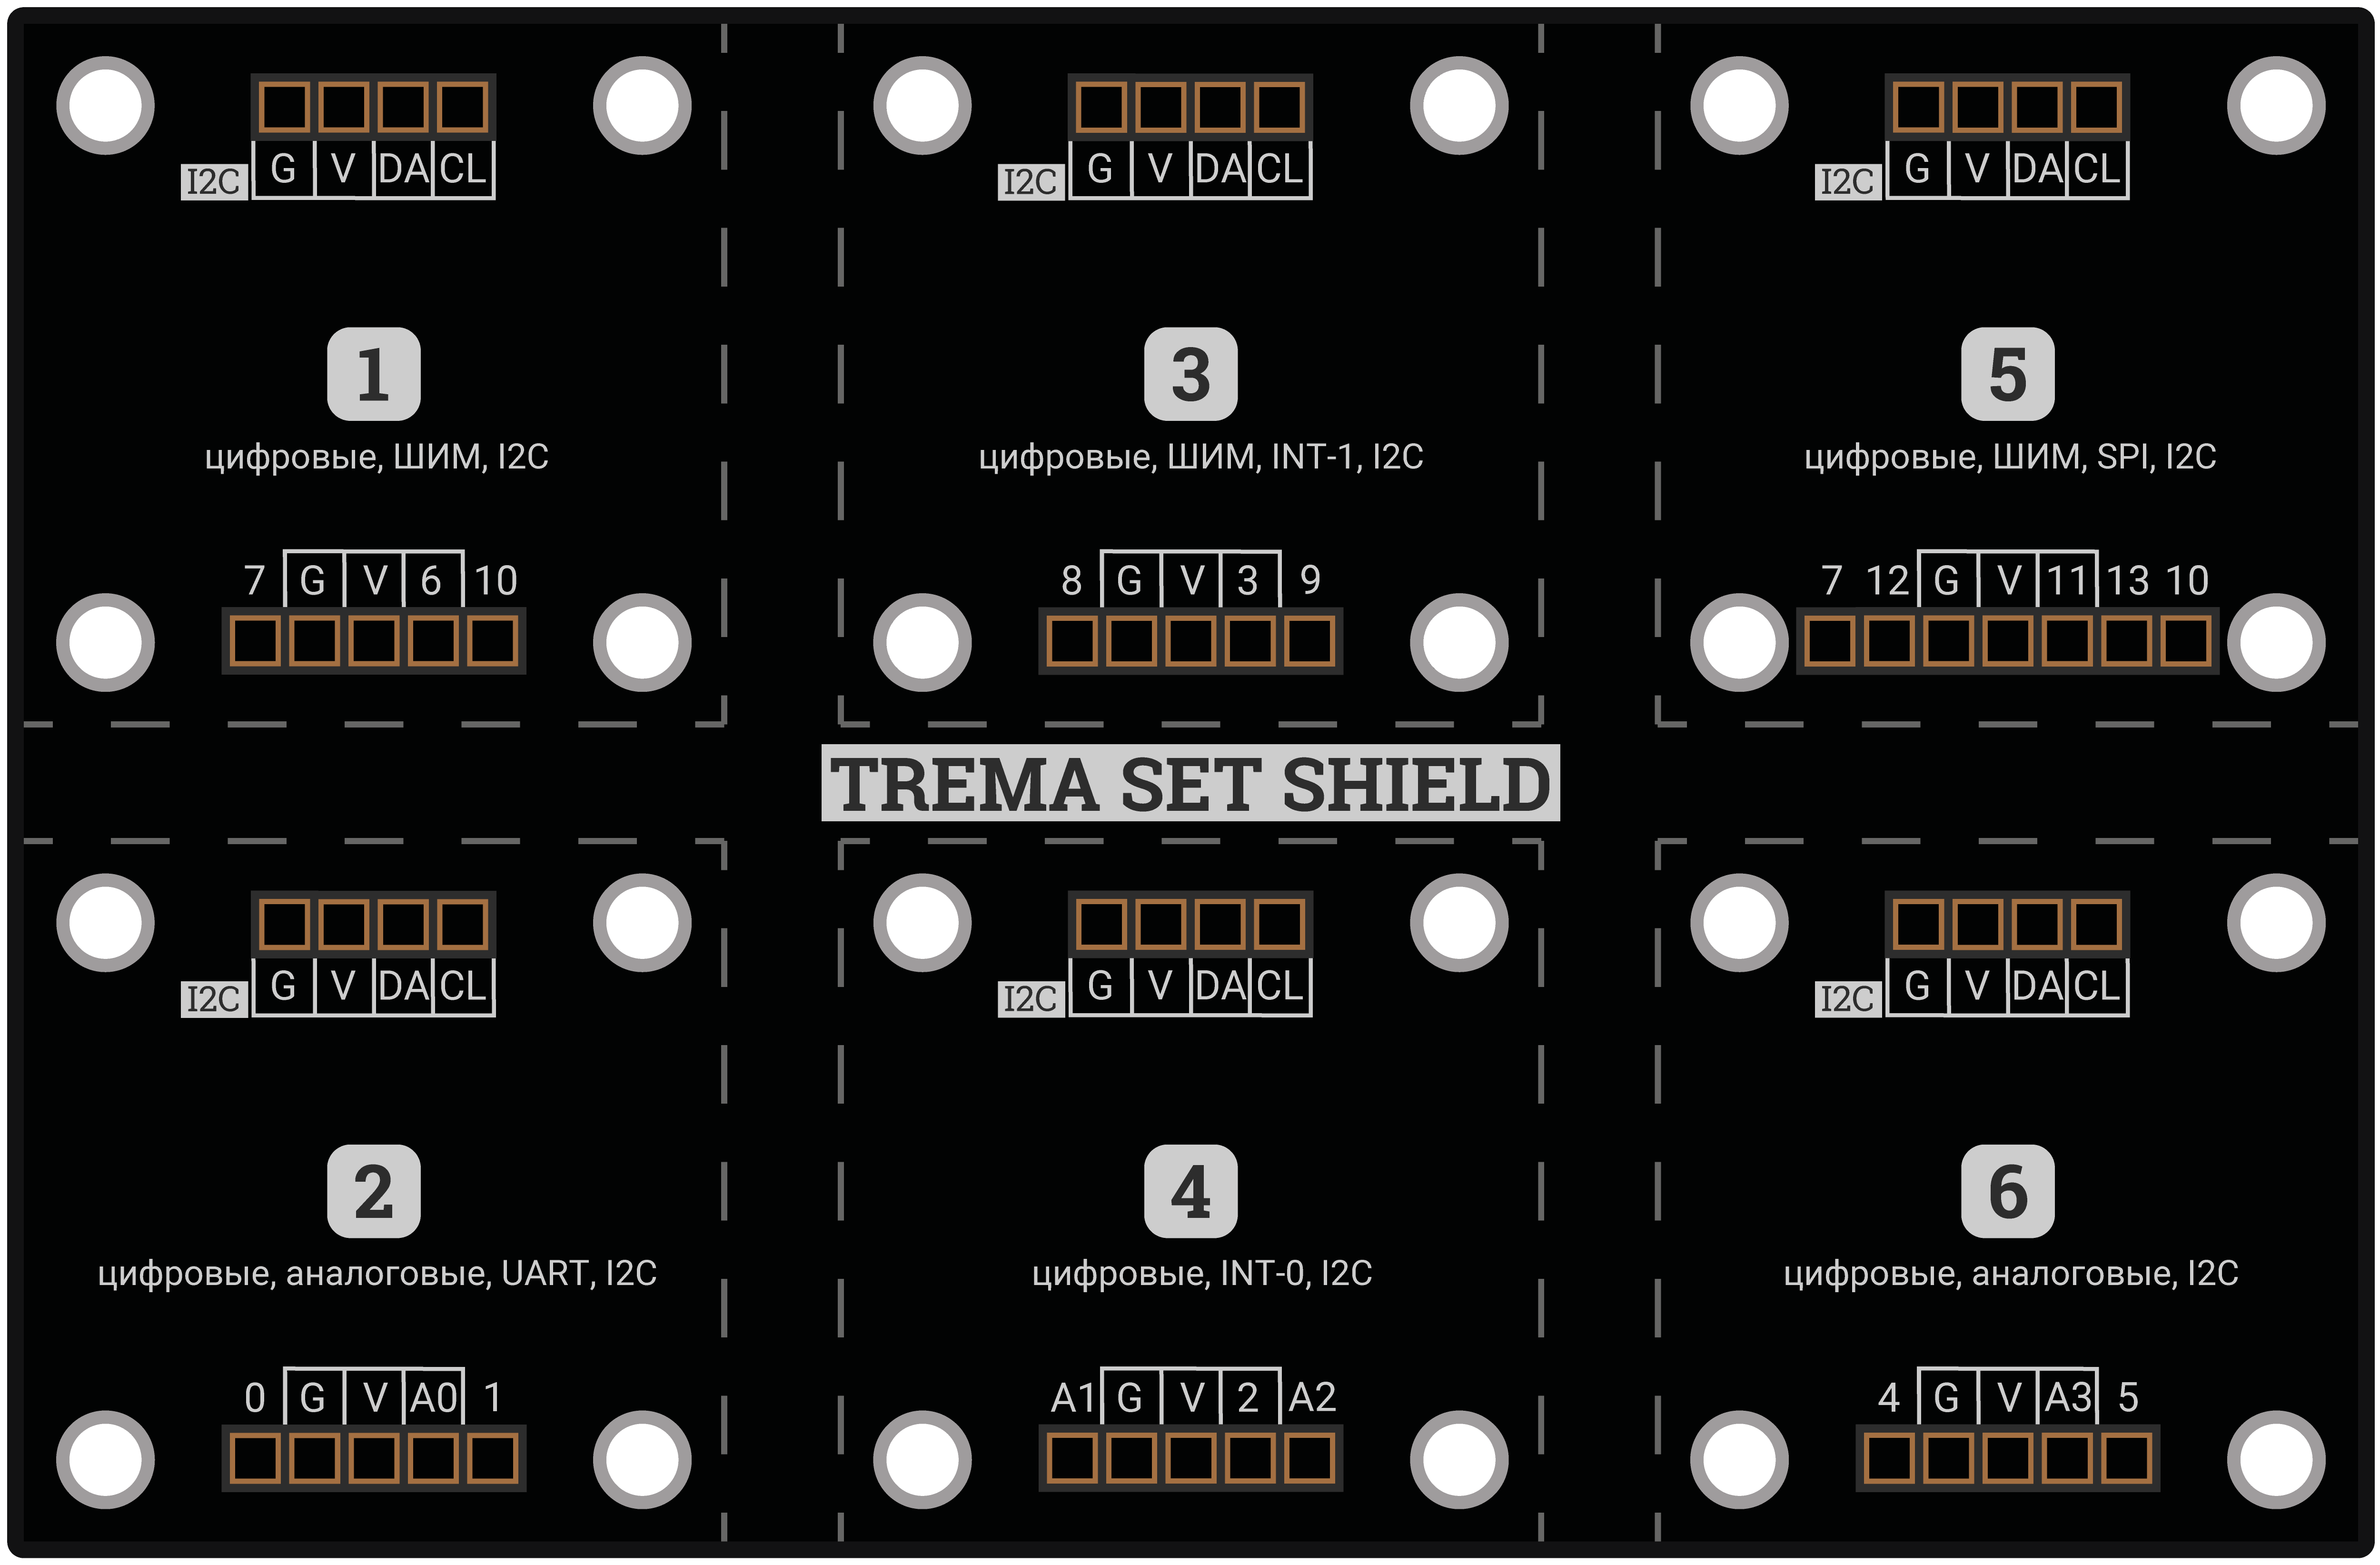 G V DA CL
I2C
1
цифровые, ШИМ, I2C
7 G V 6 10
G V DA CL
I2C
3
цифровые, ШИМ, INT-1, I2C
8 G V 3 9
G V DA CL
I2C
5
цифровые, ШИМ, SPI, I2C
7 12 G V 11 13 10
TREMA SET SHIELD
G V DA CL
I2C
2
цифровые, аналоговые, UART, I2C
0 G V A0 1
G V DA CL
I2C
4
цифровые, INT-0, I2C
A1 G V 2 A2
G V DA CL
I2C
6
цифровые, аналоговые, I2C
4 G V A3 5